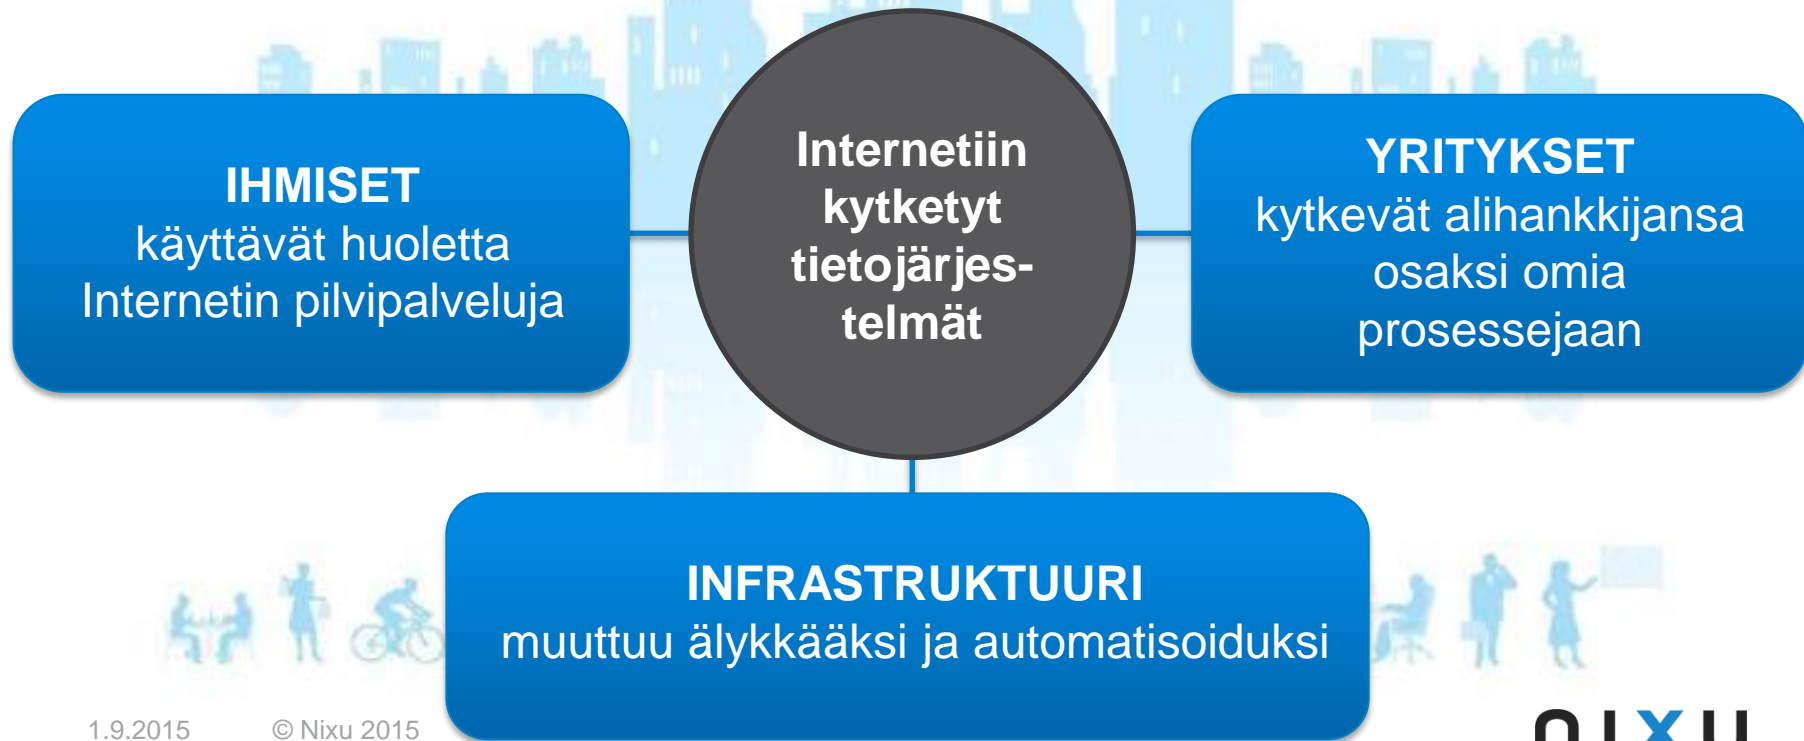 IHMISET
käyttävät huoletta
Internetin pilvipalveluja
Internetiin
kytketyt
tietojärjes-
telmät
YRITYKSET
kytkevät alihankkijansa
osaksi omia
prosessejaan
INFRASTRUKTUURI
muuttuu älykkääksi ja automatisoiduksi
1.9.2015 © Nixu 2015
nixu